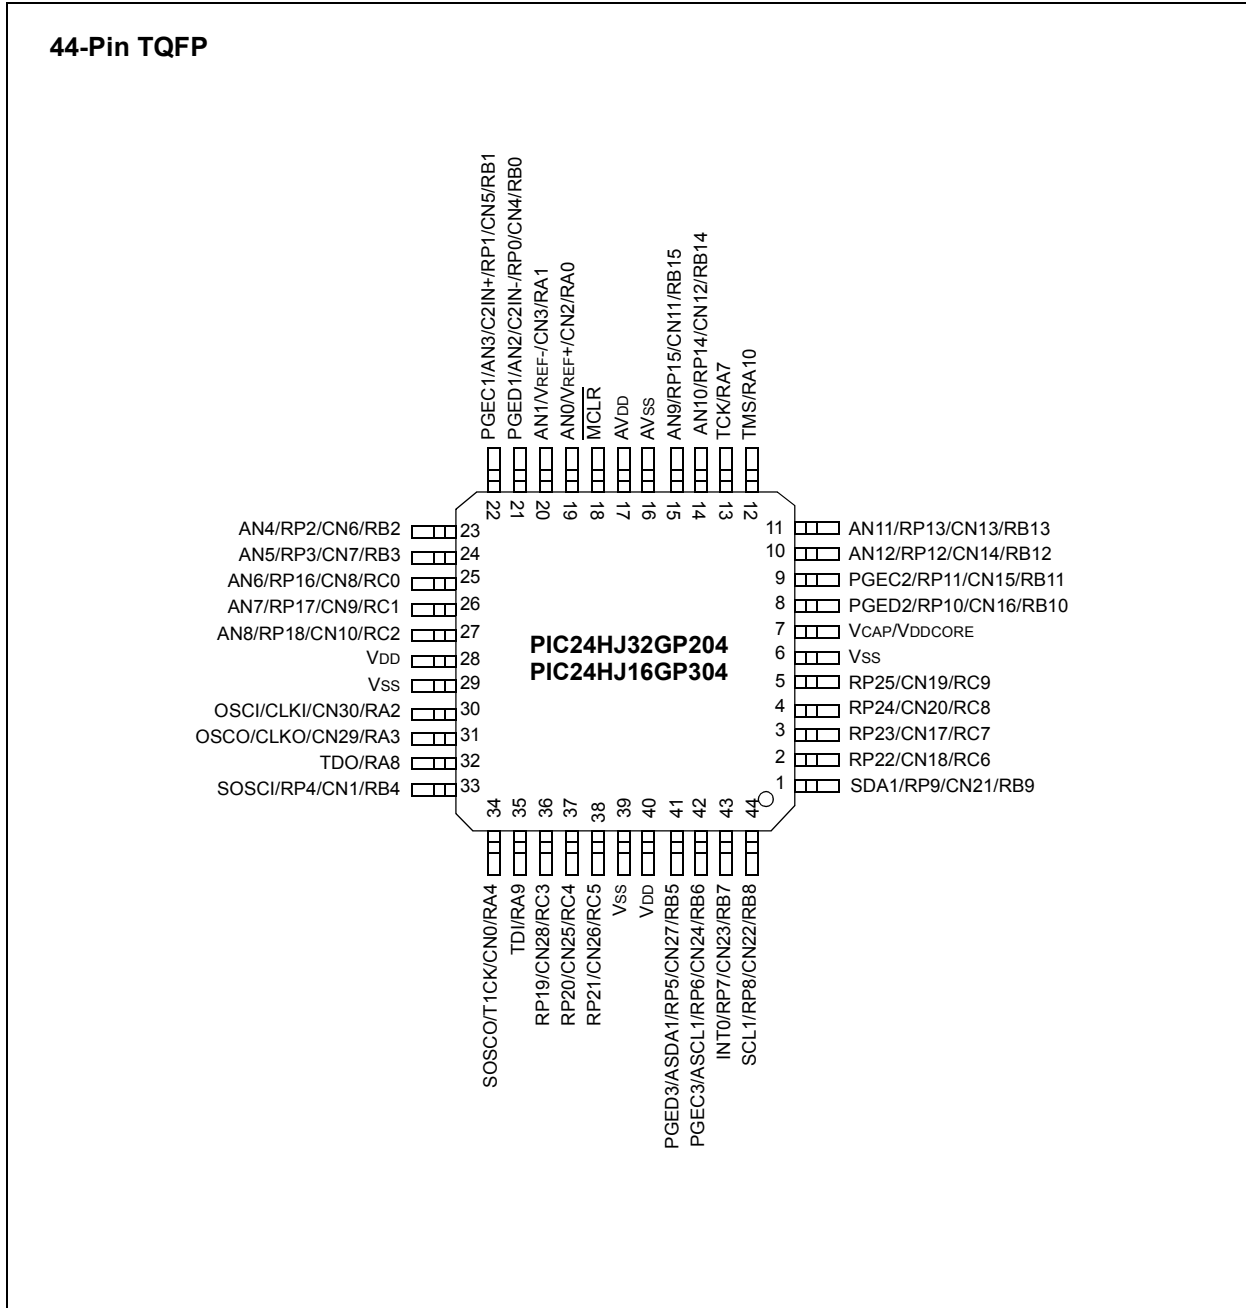 44-Pin TQFP
PGEC1/AN3/C2IN+/RP1/CN5/RB1
PGED1/AN2/C2IN-/RP0/CN4/RB0
AN1/VREF-/CN3/RA1
AN0/VREF+/CN2/RA0
MCLR
AVDD
AVSS
AN9/RP15/CN11/RB15
AN10/RP14/CN12/RB14
TCK/RA7
TMS/RA10
22 21 20 19 18 17 16 15 14 13 12
AN4/RP2/CN6/RB2 23
AN5/RP3/CN7/RB3 24
AN6/RP16/CN8/RC0 25
AN7/RP17/CN9/RC1 26
AN8/RP18/CN10/RC2 27
VDD 28
VSS 29
OSCI/CLKI/CN30/RA2 30
OSCO/CLKO/CN29/RA3 31
TDO/RA8 32
SOSCI/RP4/CN1/RB4 33
PIC24HJ32GP204
PIC24HJ16GP304
11 AN11/RP13/CN13/RB13
10 AN12/RP12/CN14/RB12
9 PGEC2/RP11/CN15/RB11
8 PGED2/RP10/CN16/RB10
7 VCAP/VDDCORE
6 VSS
5 RP25/CN19/RC9
4 RP24/CN20/RC8
3 RP23/CN17/RC7
2 RP22/CN18/RC6
1 SDA1/RP9/CN21/RB9
34 35 36 37 38 39 40 41 42 43 44
SOSCO/T1CK/CN0/RA4
TDI/RA9
RP19/CN28/RC3
RP20/CN25/RC4
RP21/CN26/RC5
VSS
VDD
PGED3/ASDA1/RP5/CN27/RB5
PGEC3/ASCL1/RP6/CN24/RB6
INT0/RP7/CN23/RB7
SCL1/RP8/CN22/RB8